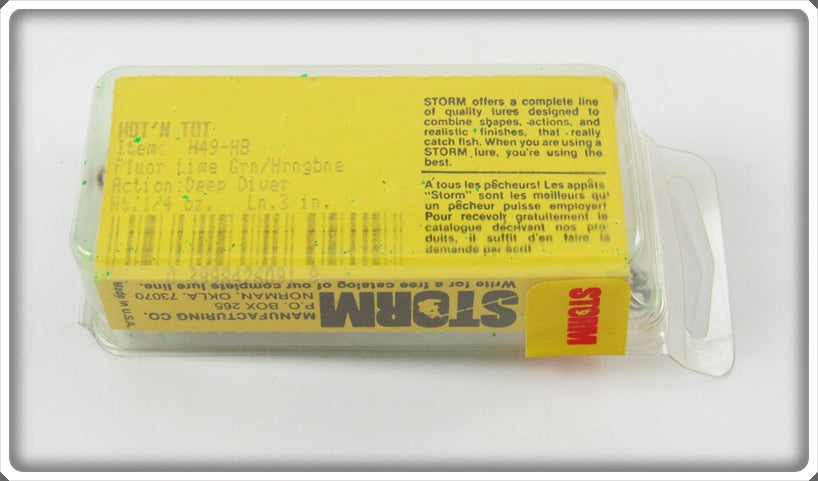 HOT'N TOT
Item: H49-HB
Fluor Lime Grn/Hrngbne
Action:Deep Diver
Wt.1/4 oz. Ln.3 in.
STORM offers a complete line
of quality lures designed to
combine shapes, actions, and
realistic finishes, that really
catch fish. When you are using a
STORM lure, you're using the
best.
A tous les pêcheurs! Les appâts
"Storm" sont les meilleurs qu'
un pêcheur puisse employer!
Pour recevoir gratuitement le
catalogue décrivant nos pro
duits, il suffit d'en faire la
demande par écrit
STORM
MANUFACTURING CO.
P.O. BOX 265
NORMAN, OKLA. 73070
Write for a free catalog of our complete lure line.
Made in U.S.A.
STORM